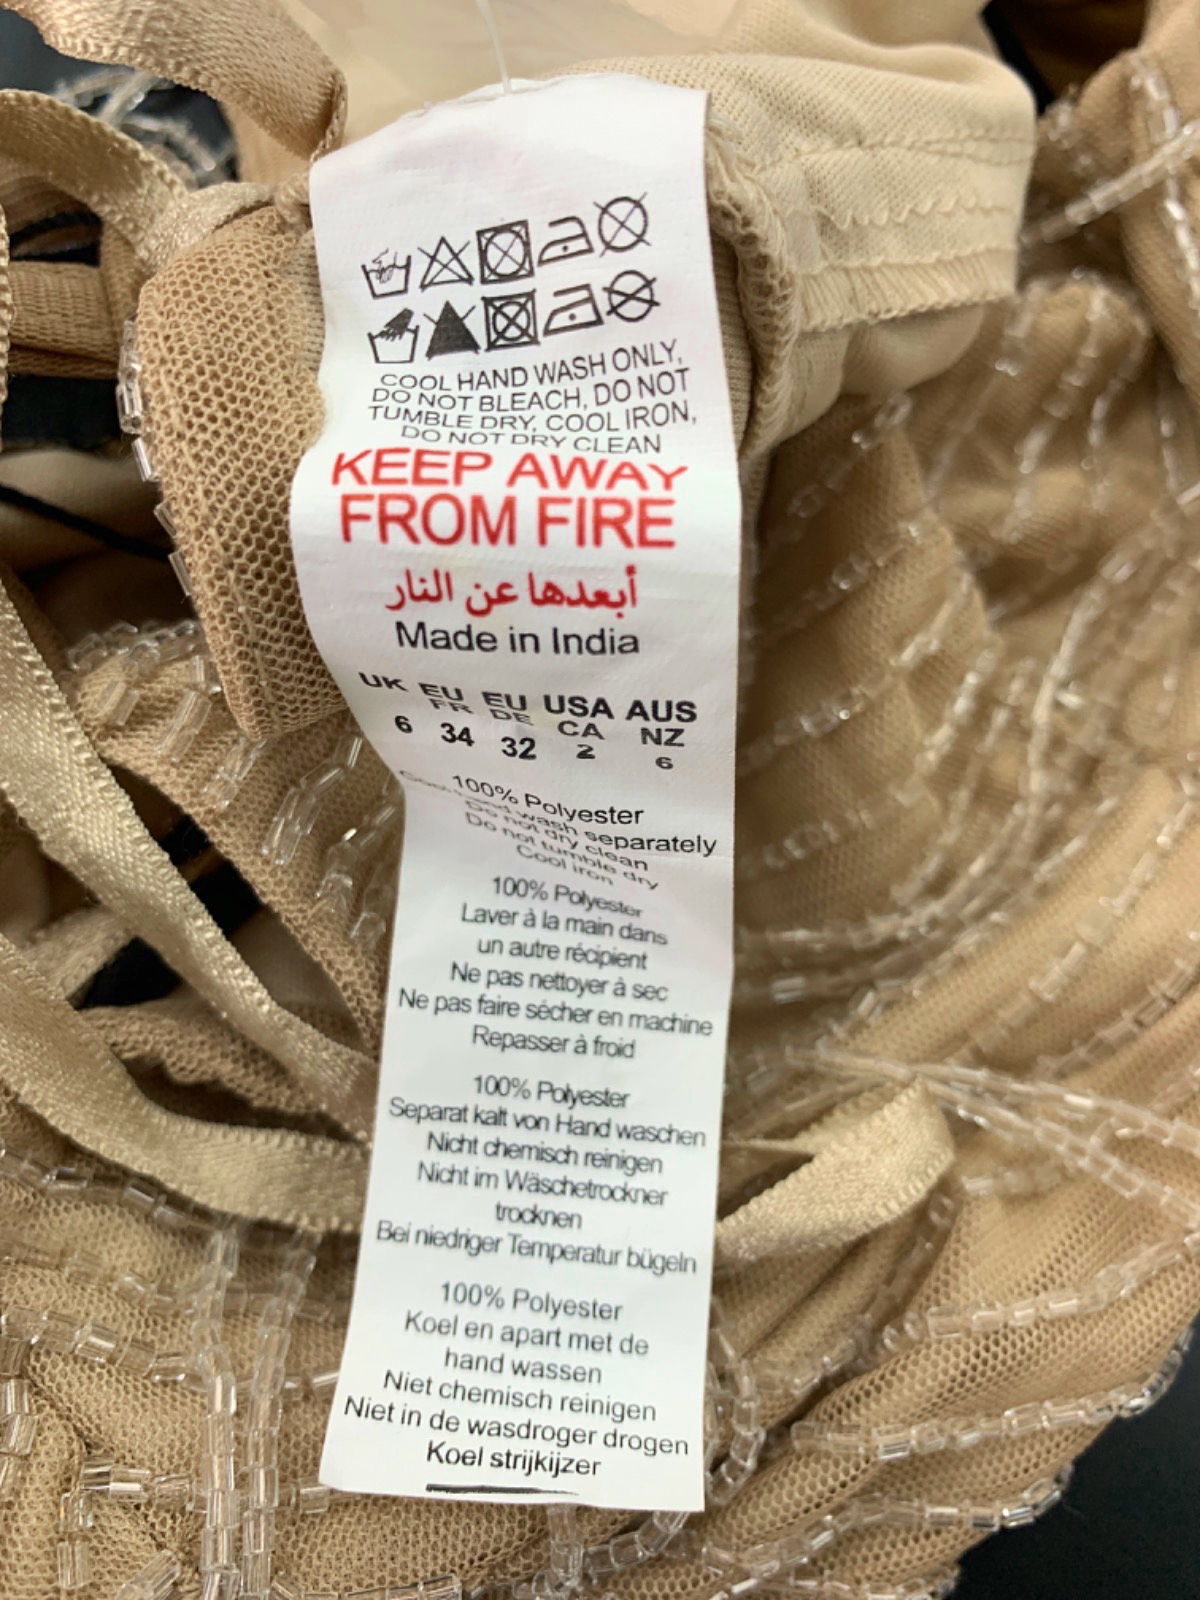 COOL HAND WASH ONLY,
DO NOT BLEACH, DO NOT
TUMBLE DRY, COOL IRON,
DO NOT DRY CLEAN
KEEP AWAY
FROM FIRE
أبعدها عن النار
Made in India
UK EU EU USA AUS
FR DE CA NZ
6 34 32 2 6
100% Polyester
Cool hand wash separately
Do not dry clean
Do not tumble dry
Cool iron
100% Polyester
Laver à la main dans
un autre récipient
Ne pas nettoyer à sec
Ne pas faire sécher en machine
Repasser à froid
100% Polyester
Separat kalt von Hand waschen
Nicht chemisch reinigen
Nicht im Wäschetrockner
trocknen
Bei niedriger Temperatur bügeln
100% Polyester
Koel en apart met de
hand wassen
Niet chemisch reinigen
Niet in de wasdroger drogen
Koel strijkijzer